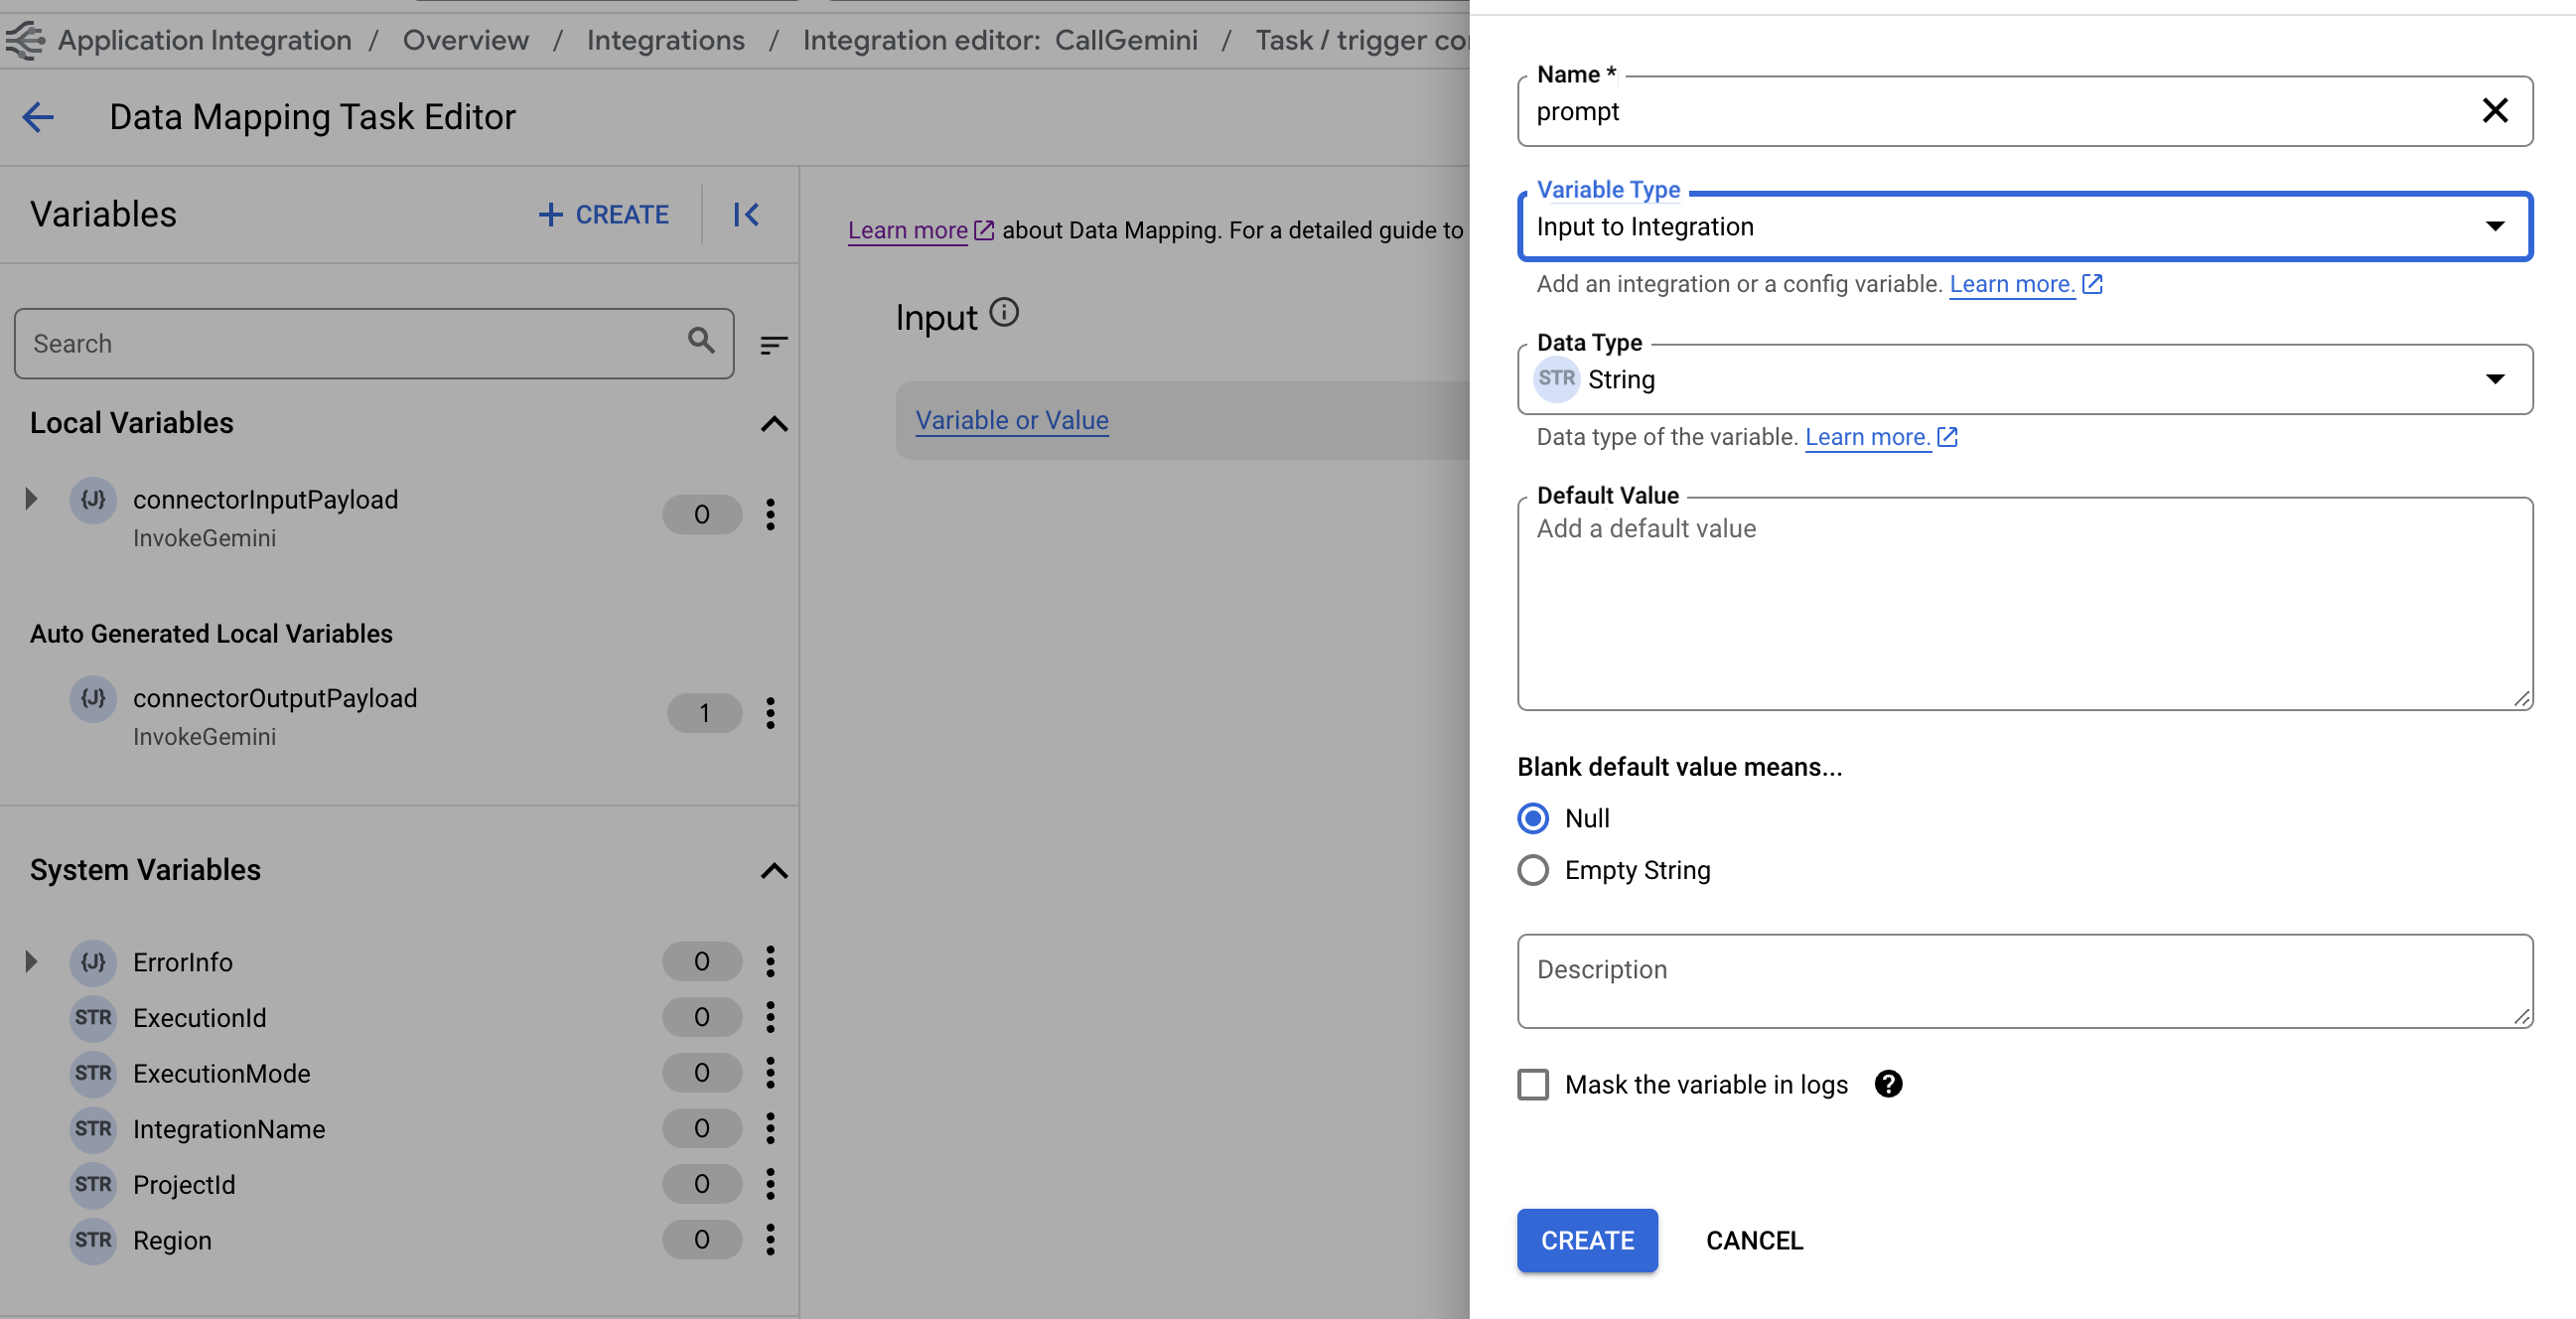 Application Integration / Overview / Integrations / Integration editor: CallGemini / Task / trigger
Data Mapping Task Editor
Variables
+ CREATE
Search
Local Variables
{J} connectorInputPayload 0
InvokeGemini
Auto Generated Local Variables
{J} connectorOutputPayload 1
InvokeGemini
System Variables
{J} ErrorInfo 0
STR ExecutionId 0
STR ExecutionMode 0
STR IntegrationName 0
STR ProjectId 0
STR Region 0
Learn more about Data Mapping. For a detailed guide to
Input
Variable or Value
Name *
prompt
Variable Type
Input to Integration
Add an integration or a config variable. Learn more.
Data Type
STR String
Data type of the variable. Learn more.
Default Value
Add a default value
Blank default value means...
Null
Empty String
Description
Mask the variable in logs
CREATE CANCEL